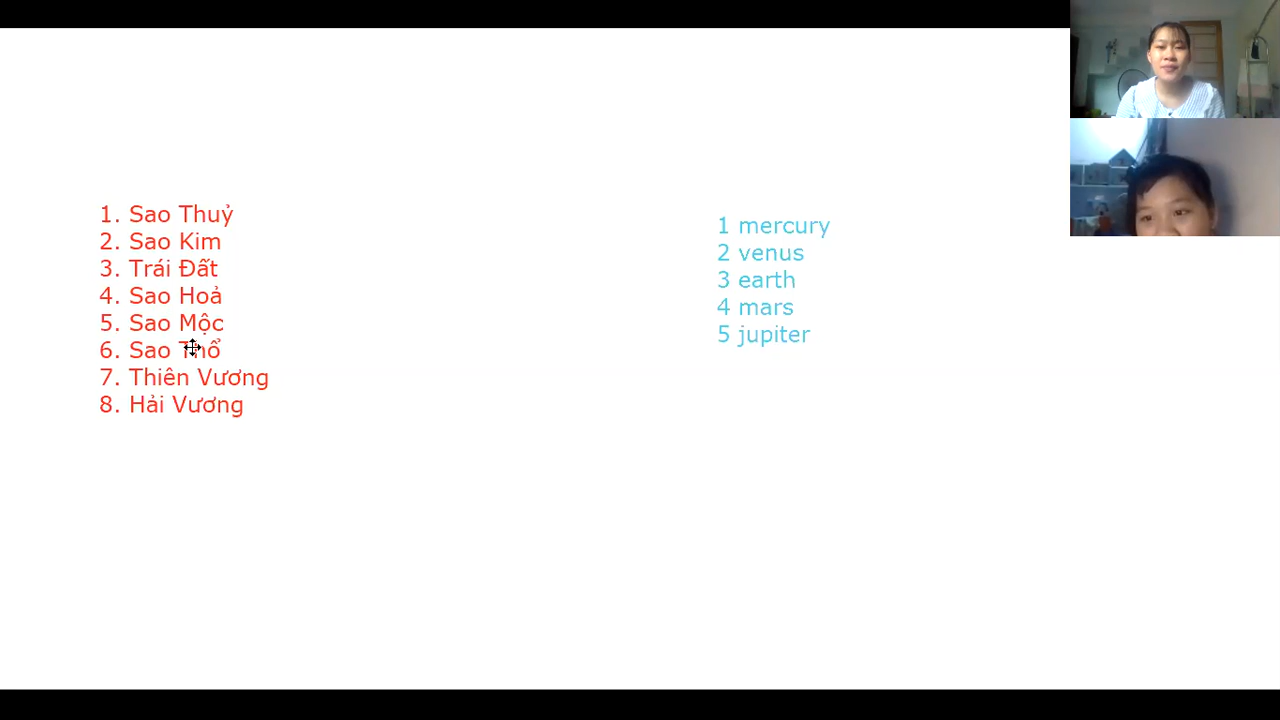 1. Sao Thuỷ
2. Sao Kim
3. Trái Đất
4. Sao Hoả
5. Sao Mộc
6. Sao Thổ
7. Thiên Vương
8. Hải Vương
1 mercury
2 venus
3 earth
4 mars
5 jupiter